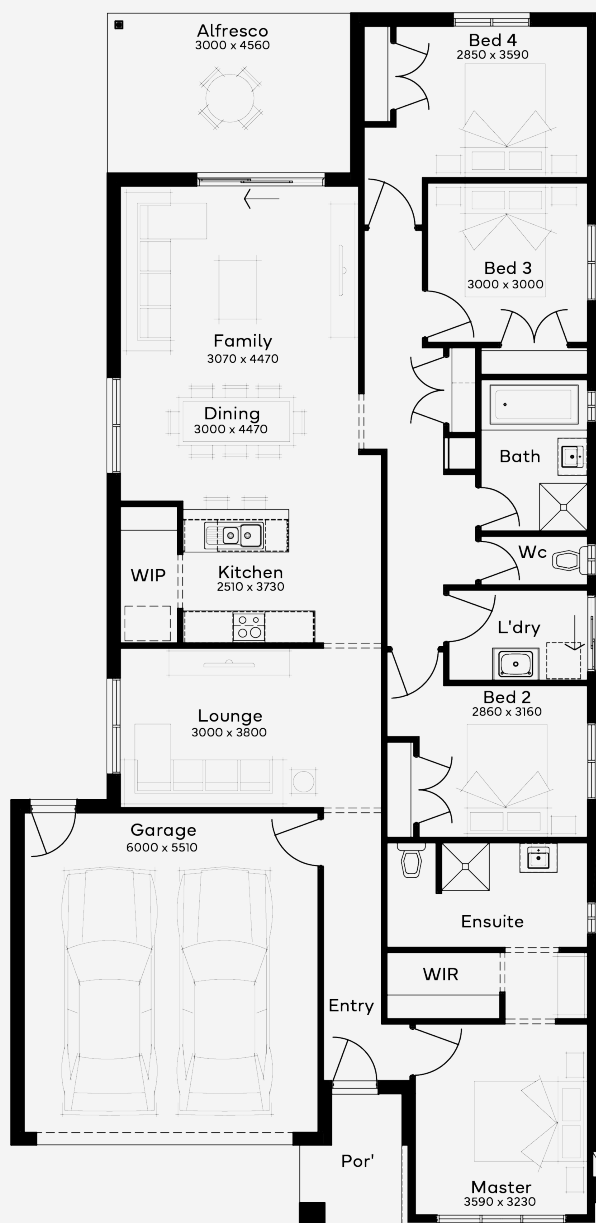 Alfresco
3000 x 4560
Bed 4
2850 x 3590
Bed 3
3000 x 3000
Family
3070 x 4470
Dining
3000 x 4470
Bath
Wc
WIP
Kitchen
2510 x 3730
L'dry
Lounge
3000 x 3800
Bed 2
2860 x 3160
Garage
6000 x 5510
Ensuite
WIR
Entry
Por'
Master
3590 x 3230